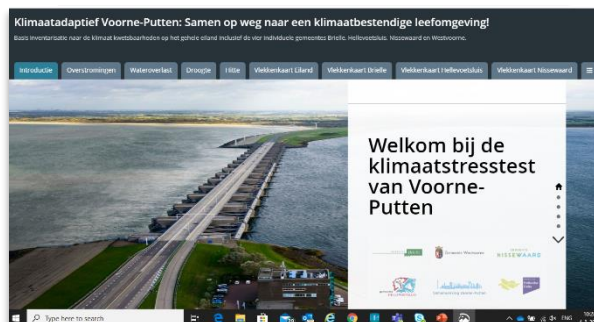 Klimaatadaptief Voorne-Putten: Samen op weg naar een klimaatbestendige leefomgeving!
Basis inventarisatie naar de klimaat kwetsbaarheden op het gehele eiland inclusief de vier individuele gemeentes Brielle, Hellevoetsluis, Nissewaard en Westvoorne.
Introductie Overstromingen Wateroverlast Droogte Hitte Vlekkenkaart Eiland Vlekkenkaart Brielle Vlekkenkaart Hellevoetsluis Vlekkenkaart Nissewaard
Welkom bij de
klimaatstresstest
van Voorne-
Putten
Gemeente Westvoorne
NISSEWAARD
Type here to search
ENG